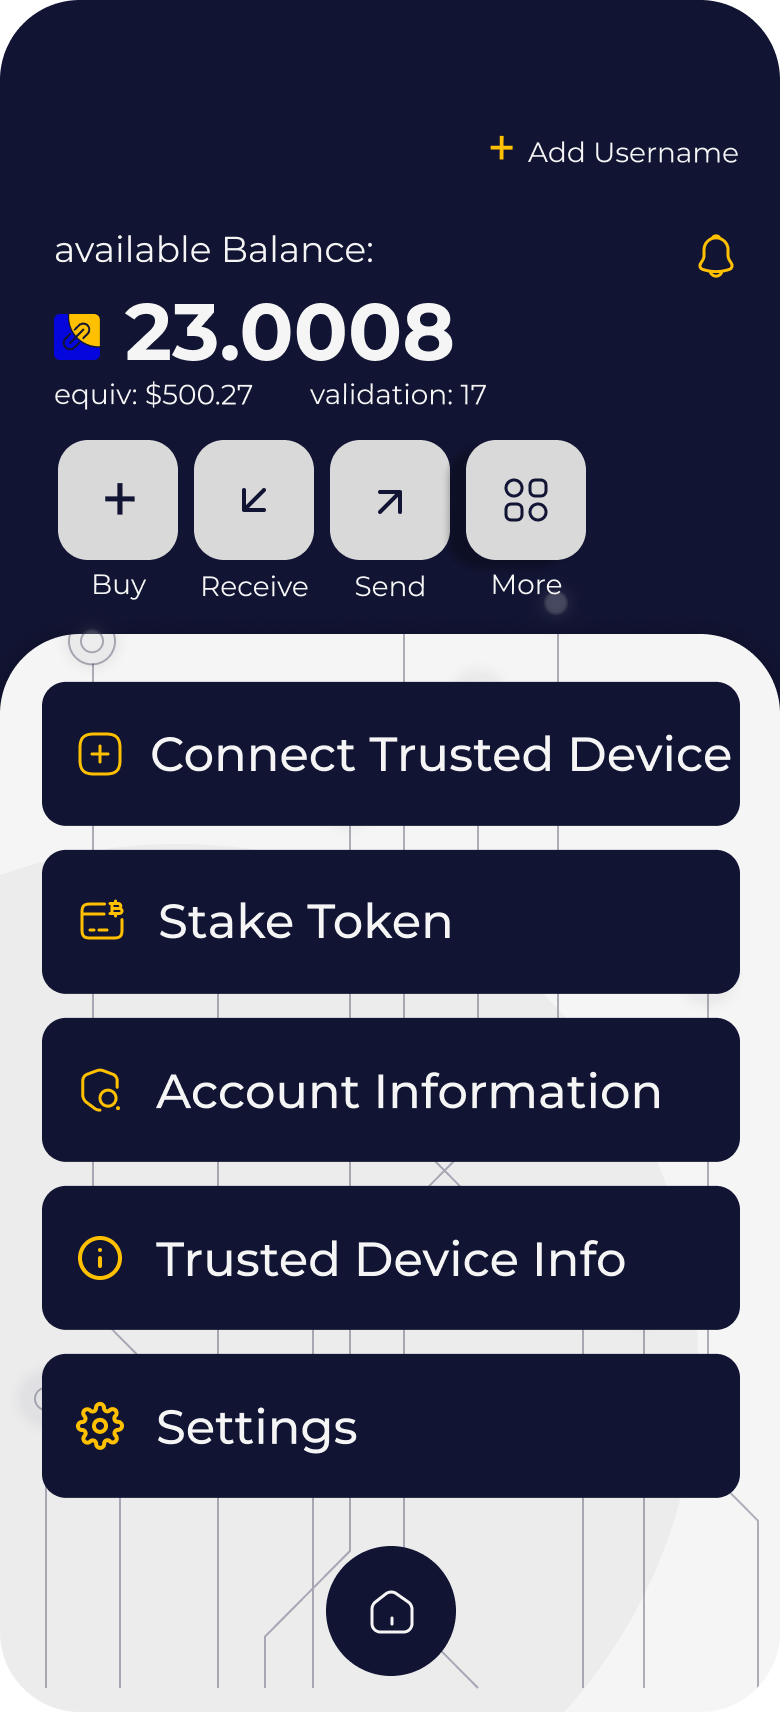 + Add Username
available Balance:
23.0008
equiv: $500.27 validation: 17
Buy Receive Send More
Connect Trusted Device
Stake Token
Account Information
Trusted Device Info
Settings